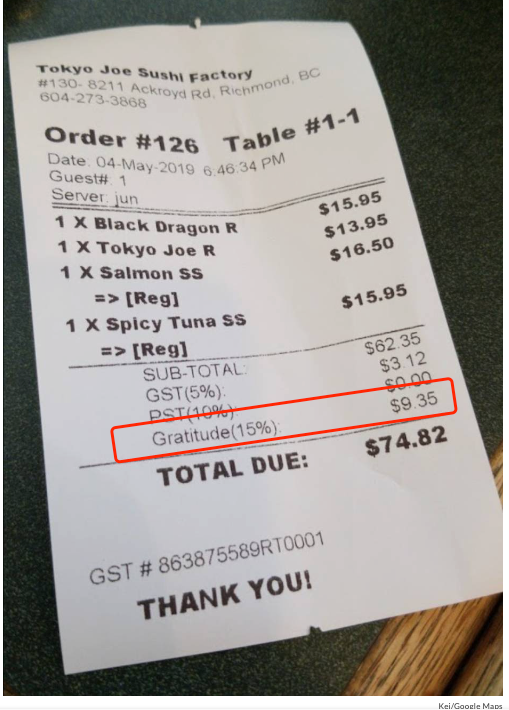 Tokyo Joe Sushi Factory
#130- 8211 Ackroyd Rd, Richmond, BC
604-273-3868
Order #126 Table #1-1
Date: 04-May-2019 6:46:34 PM
Guest#: 1
Server: jun
1 X Black Dragon R $15.95
1 X Tokyo Joe R $13.95
1 X Salmon SS $16.50
=> [Reg]
1 X Spicy Tuna SS $15.95
=> [Reg]
SUB-TOTAL: $62.35
GST(5%): $3.12
PST(10%): $0.00
Gratitude(15%): $9.35
TOTAL DUE: $74.82
GST # 863875589RT0001
THANK YOU!
Kei/Google Maps